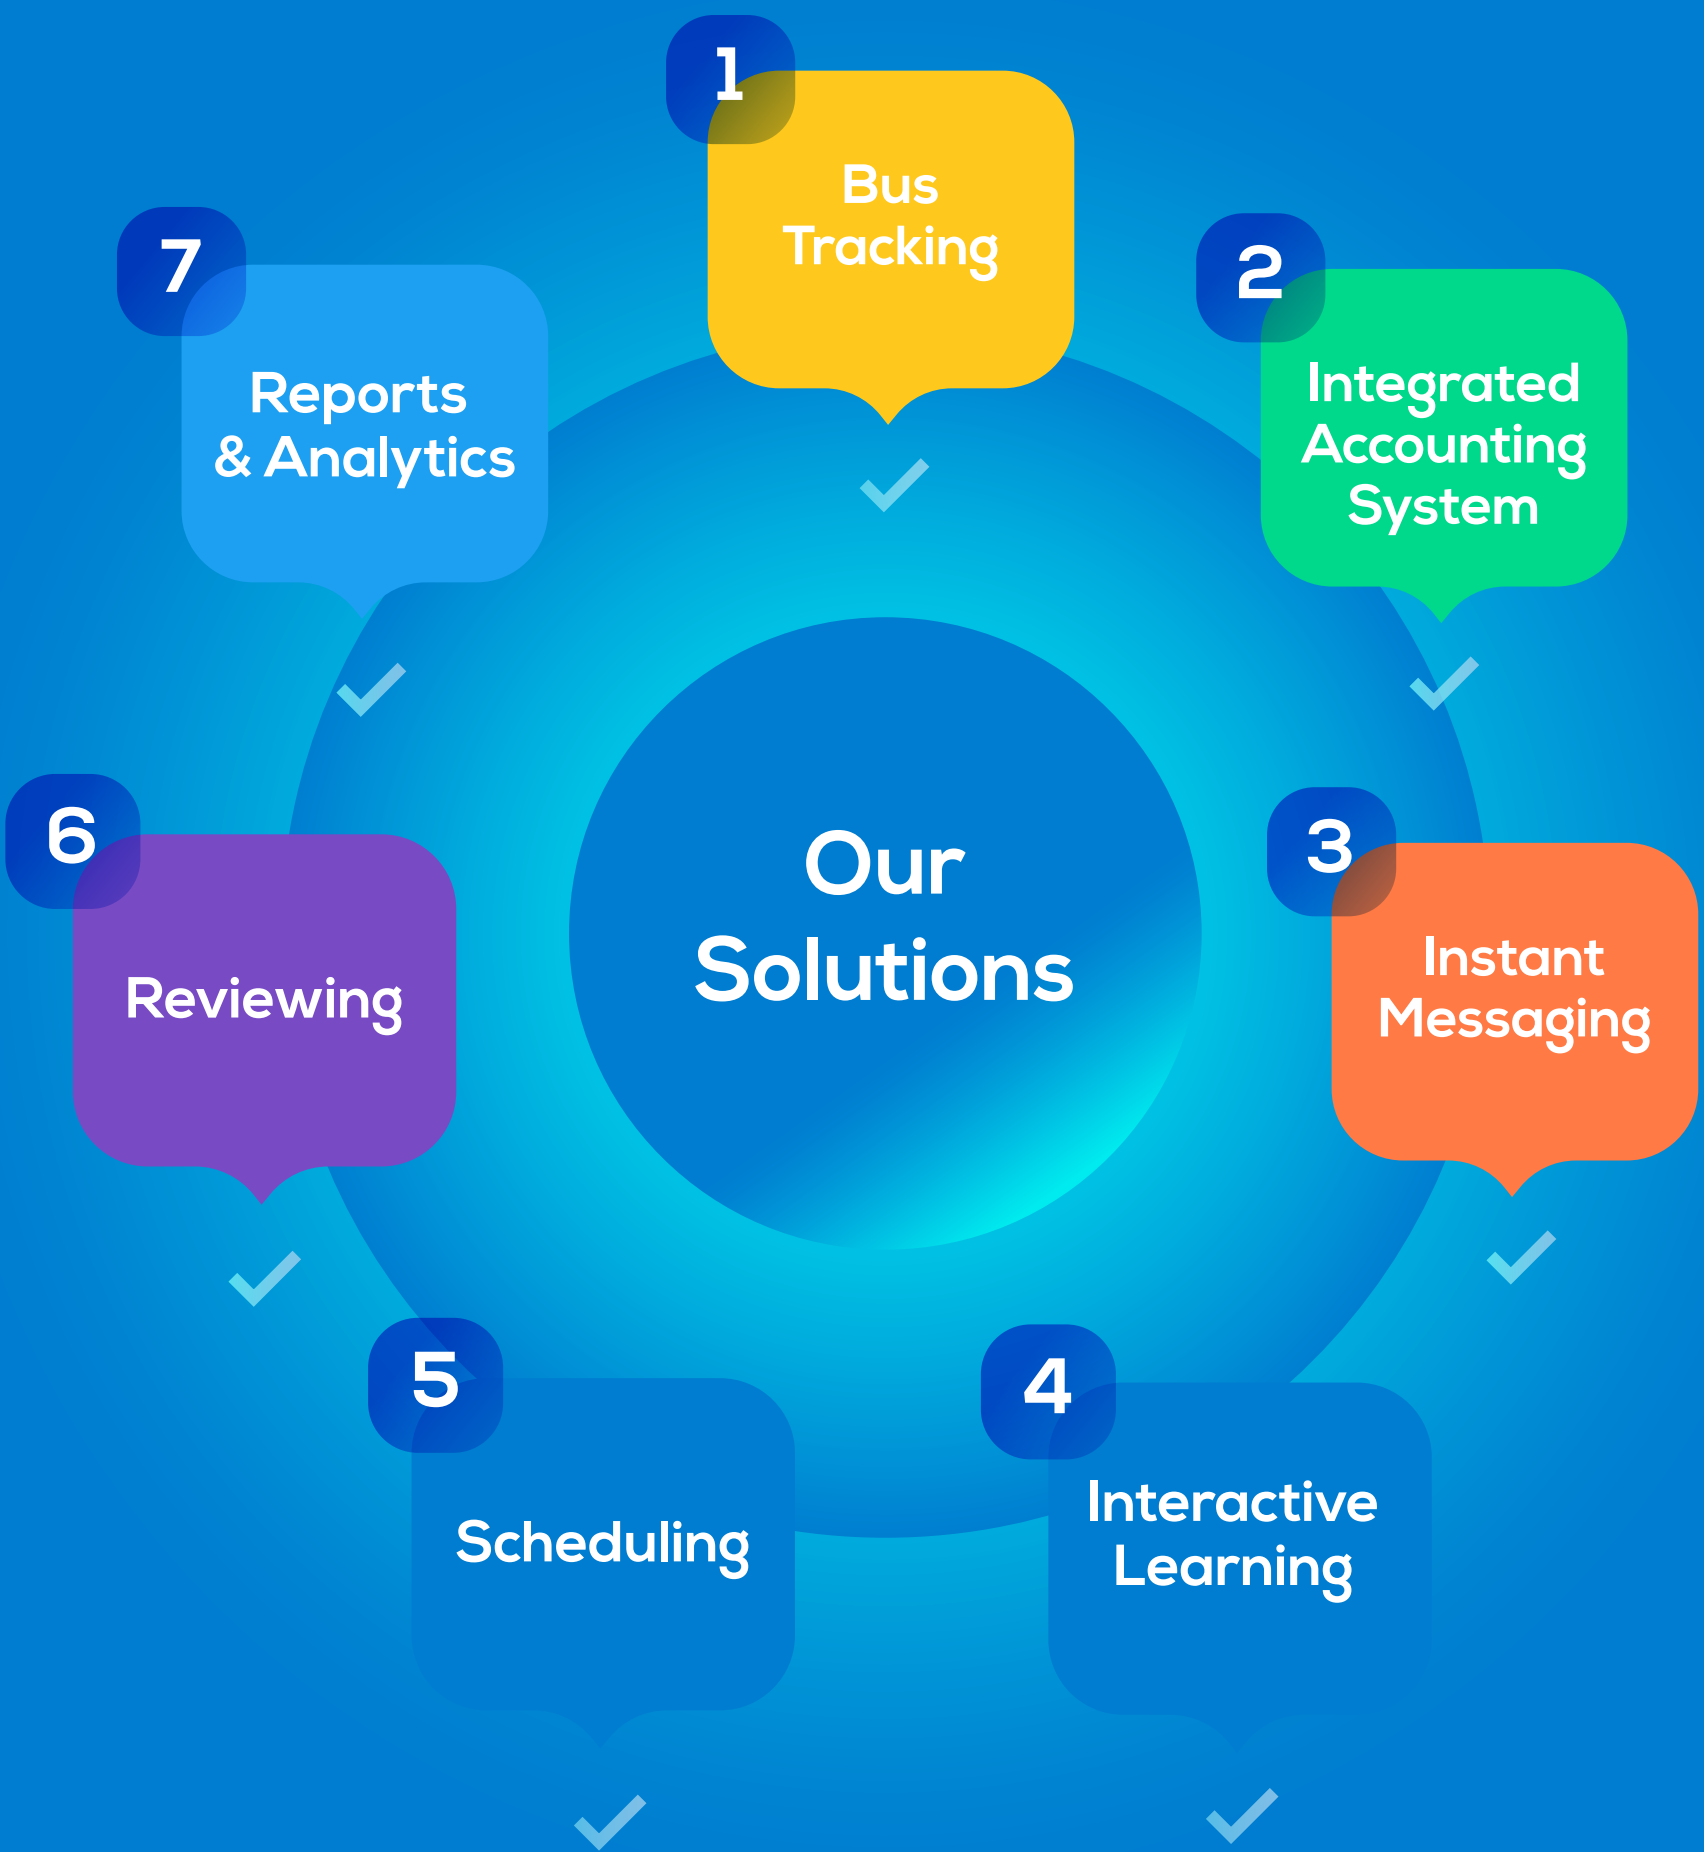 1
Bus
Tracking
2
Integrated
Accounting
System
3
Instant
Messaging
4
Interactive
Learning
5
Scheduling
6
Reviewing
7
Reports
& Analytics
Our
Solutions